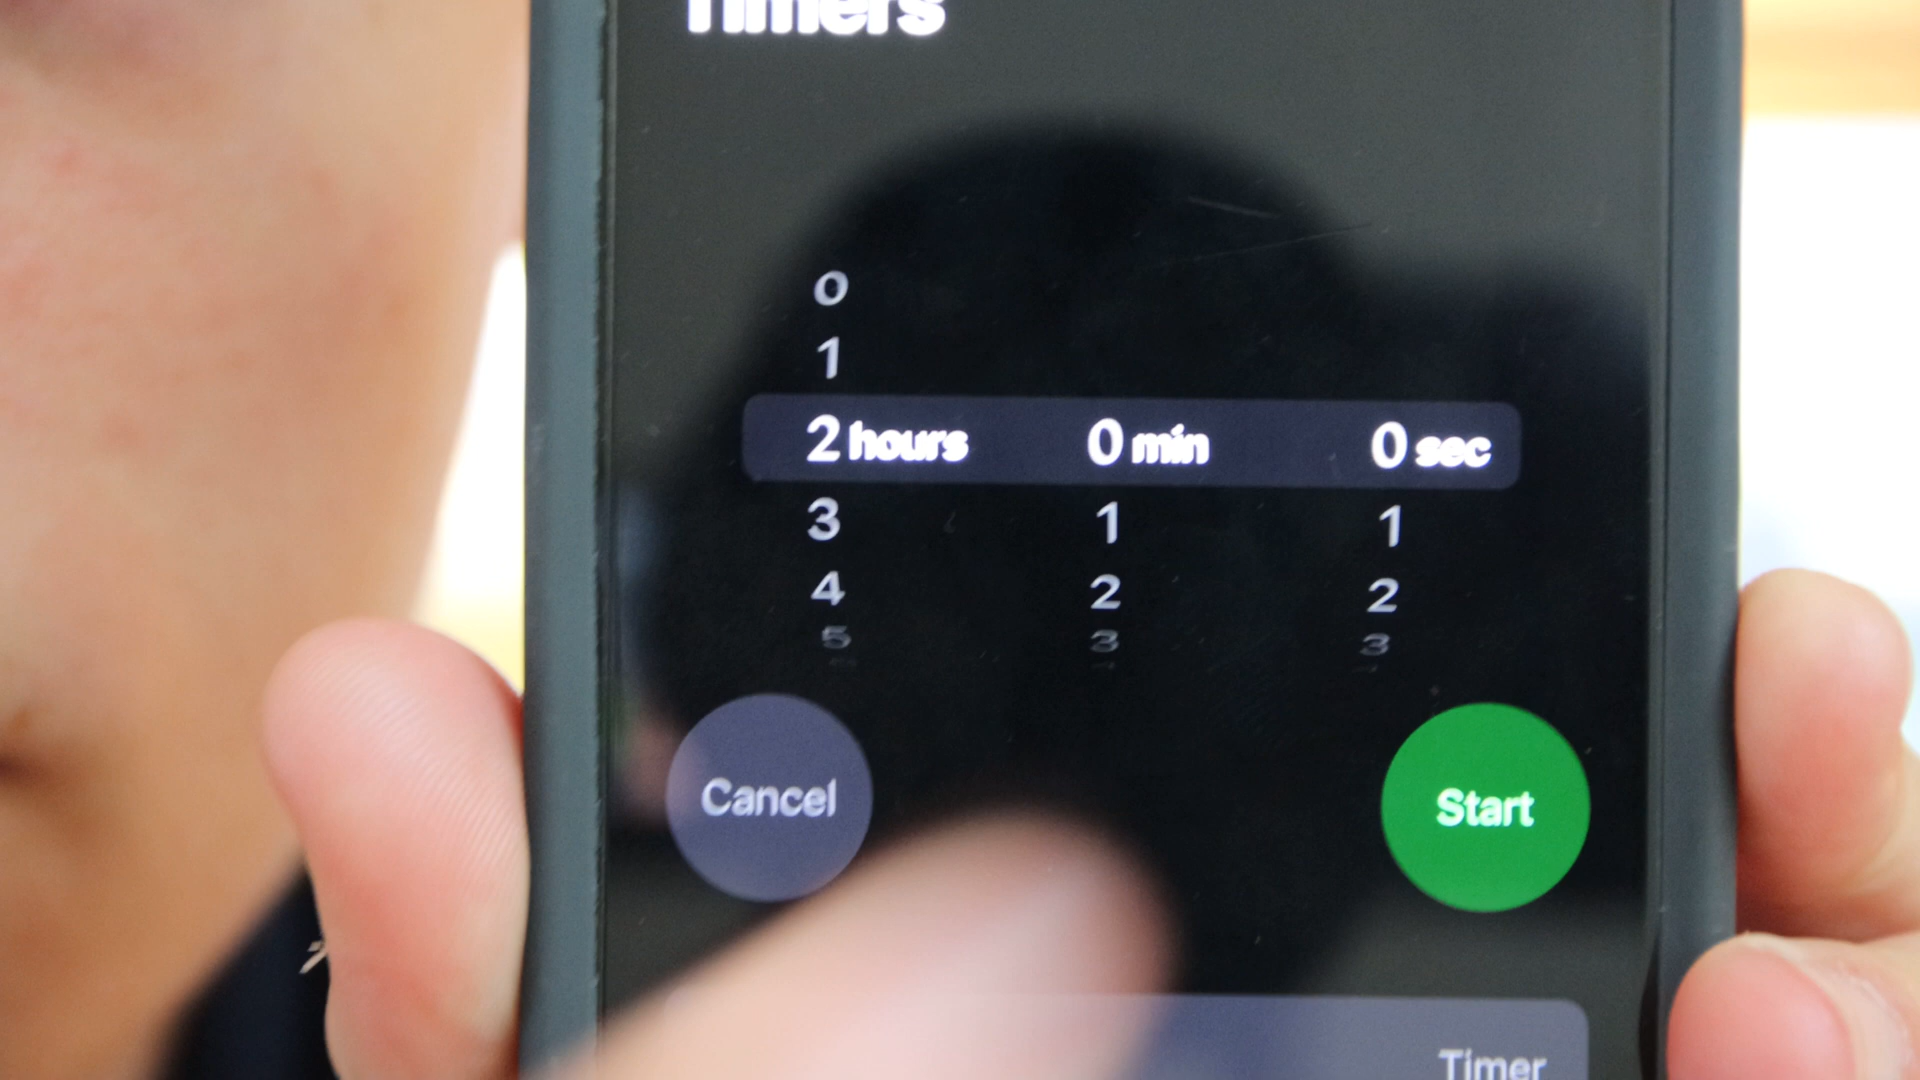 Timers
0
1
2 hours 0 min 0 sec
3 1 1
4 2 2
5 3 3
Cancel Start
Timer